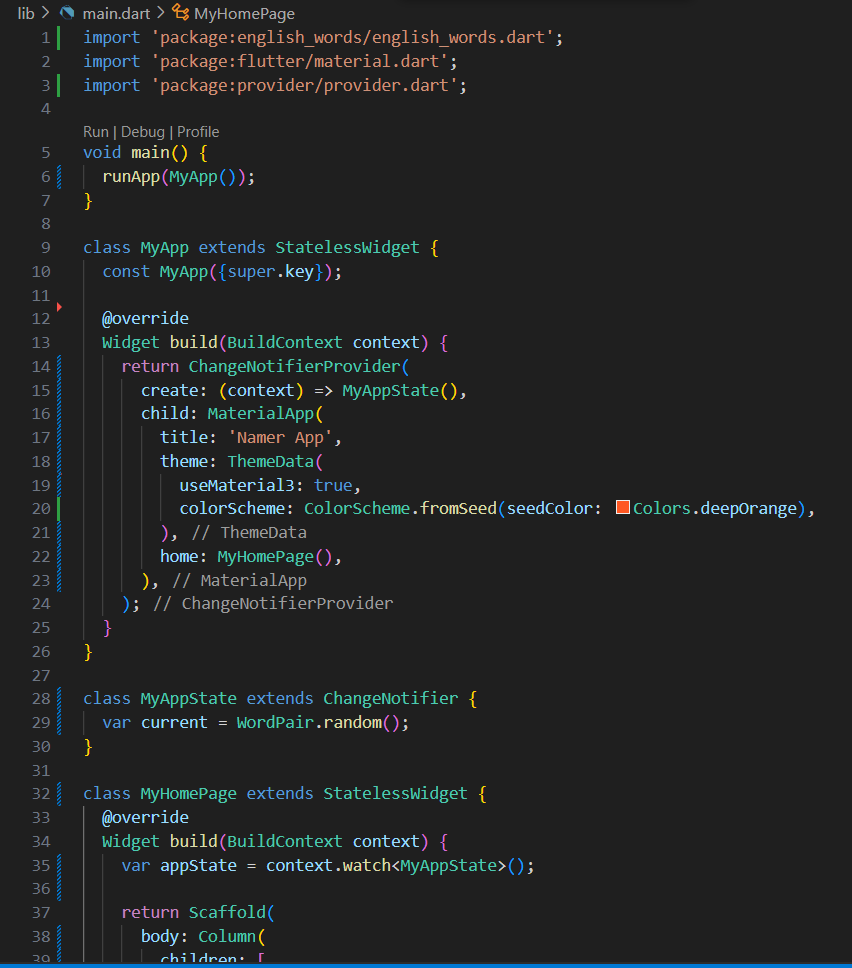 lib > main.dart > MyHomePage
1 import 'package:english_words/english_words.dart';
2 import 'package:flutter/material.dart';
3 import 'package:provider/provider.dart';
4
Run | Debug | Profile
5 void main() {
6   runApp(MyApp());
7 }
8
9 class MyApp extends StatelessWidget {
10   const MyApp({super.key});
11
12   @override
13   Widget build(BuildContext context) {
14     return ChangeNotifierProvider(
15       create: (context) => MyAppState(),
16       child: MaterialApp(
17         title: 'Namer App',
18         theme: ThemeData(
19           useMaterial3: true,
20           colorScheme: ColorScheme.fromSeed(seedColor: Colors.deepOrange),
21         ), // ThemeData
22         home: MyHomePage(),
23       ), // MaterialApp
24     ); // ChangeNotifierProvider
25   }
26 }
27
28 class MyAppState extends ChangeNotifier {
29   var current = WordPair.random();
30 }
31
32 class MyHomePage extends StatelessWidget {
33   @override
34   Widget build(BuildContext context) {
35     var appState = context.watch<MyAppState>();
36
37     return Scaffold(
38       body: Column(
39         children: [